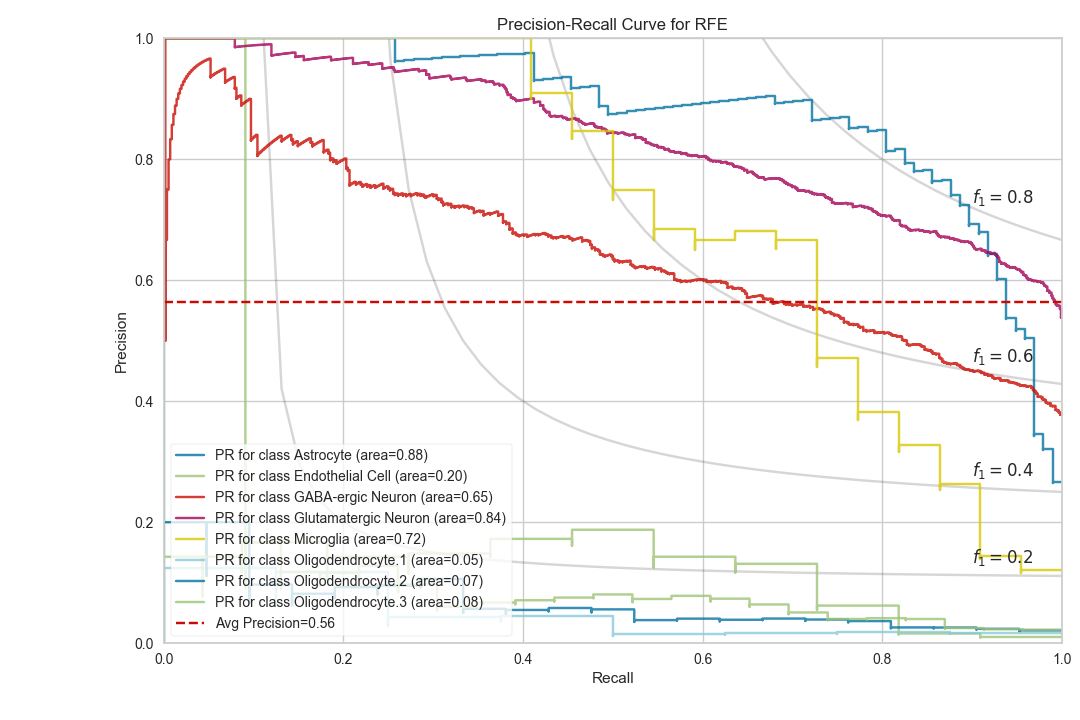 Precision-Recall Curve for RFE
1.0
0.8
0.6
0.4
0.2
0.0
Precision
f1 = 0.8
f1 = 0.6
f1 = 0.4
f1 = 0.2
PR for class Astrocyte (area=0.88)
PR for class Endothelial Cell (area=0.20)
PR for class GABA-ergic Neuron (area=0.65)
PR for class Glutamatergic Neuron (area=0.84)
PR for class Microglia (area=0.72)
PR for class Oligodendrocyte.1 (area=0.05)
PR for class Oligodendrocyte.2 (area=0.07)
PR for class Oligodendrocyte.3 (area=0.08)
Avg Precision=0.56
0.0 0.2 0.4 0.6 0.8 1.0
Recall